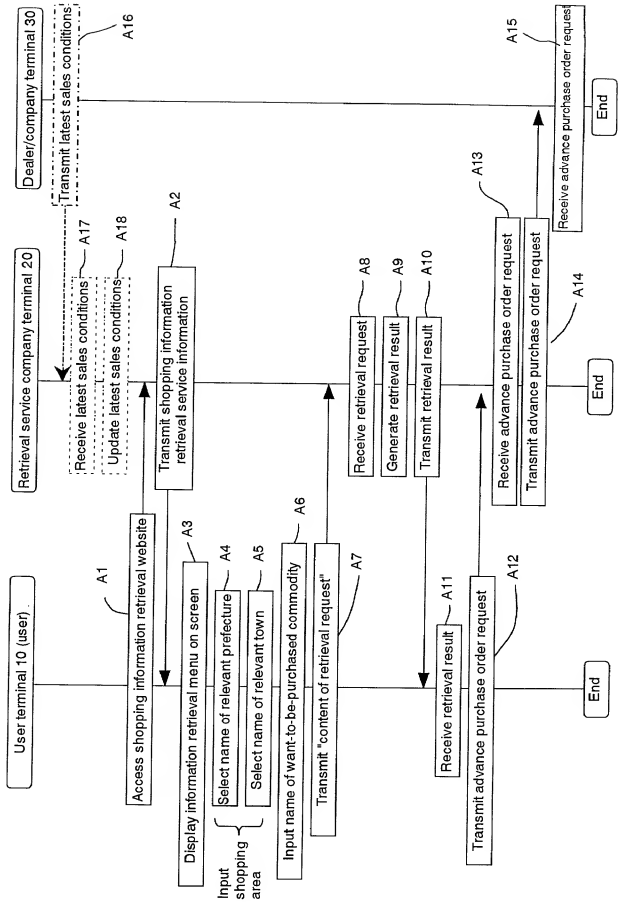 User terminal 10 (user) .
Retrieval service company terminal 20
Dealer/company terminal 30
Transmit latest sales conditions
A16
Receive latest sales conditions
A17
Update latest sales conditions
A18
A1
Access shopping information retrieval website
Transmit shopping information
retrieval service information
A2
Display information retrieval menu on screen
A3
Input
shopping
area
Select name of relevant prefecture
A4
Select name of relevant town
A5
Input name of want-to-be-purchased commodity
A6
Transmit "content of retrieval request"
A7
Receive retrieval request
A8
Generate retrieval result
A9
Transmit retrieval result
A10
Receive retrieval result
A11
Transmit advance purchase order request
A12
Receive advance purchase order request
A13
Transmit advance purchase order request
A14
Receive advance purchase order request
A15
End
End
End